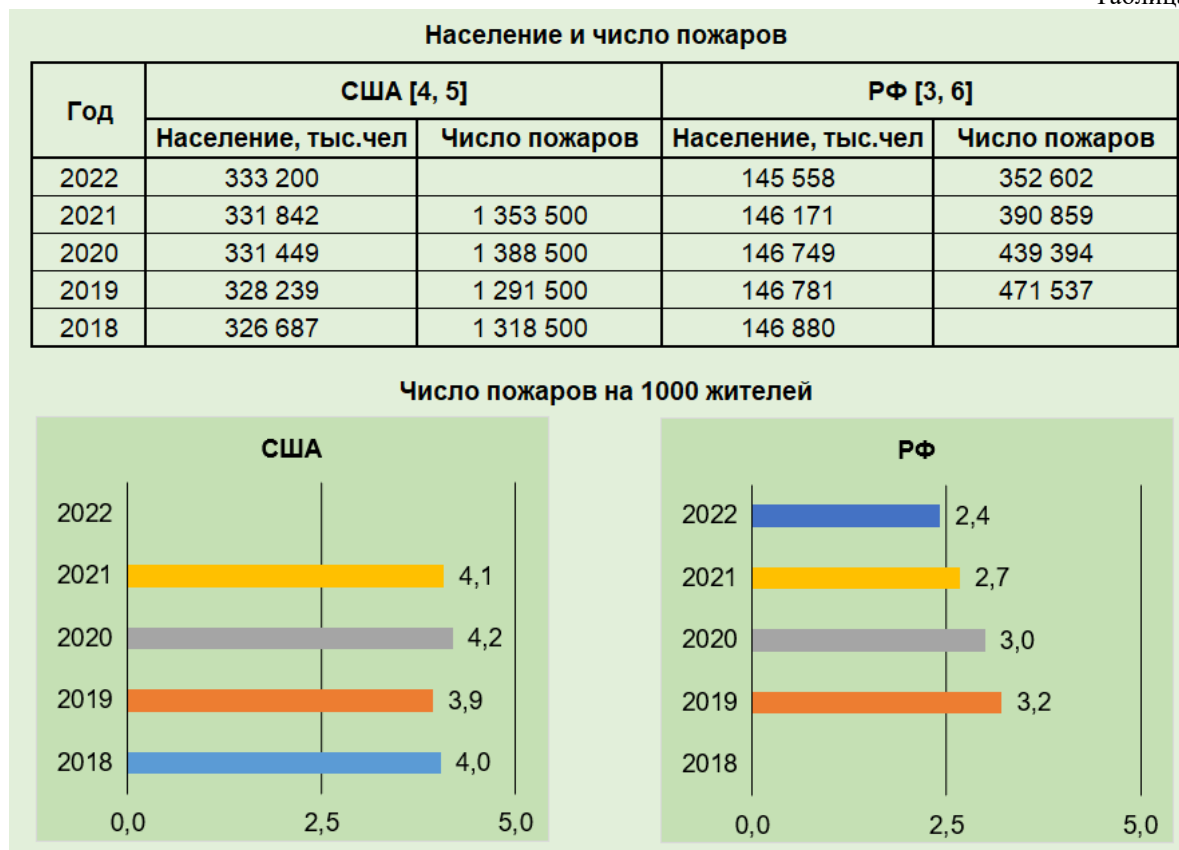 Таблица
Население и число пожаров
Год США [4, 5] РФ [3, 6]
Население, тыс.чел Число пожаров Население, тыс.чел Число пожаров
2022 333 200 145 558 352 602
2021 331 842 1 353 500 146 171 390 859
2020 331 449 1 388 500 146 749 439 394
2019 328 239 1 291 500 146 781 471 537
2018 326 687 1 318 500 146 880
Число пожаров на 1000 жителей
США
2022
2021 4,1
2020 4,2
2019 3,9
2018 4,0
0,0 2,5 5,0
РФ
2022 2,4
2021 2,7
2020 3,0
2019 3,2
2018
0,0 2,5 5,0